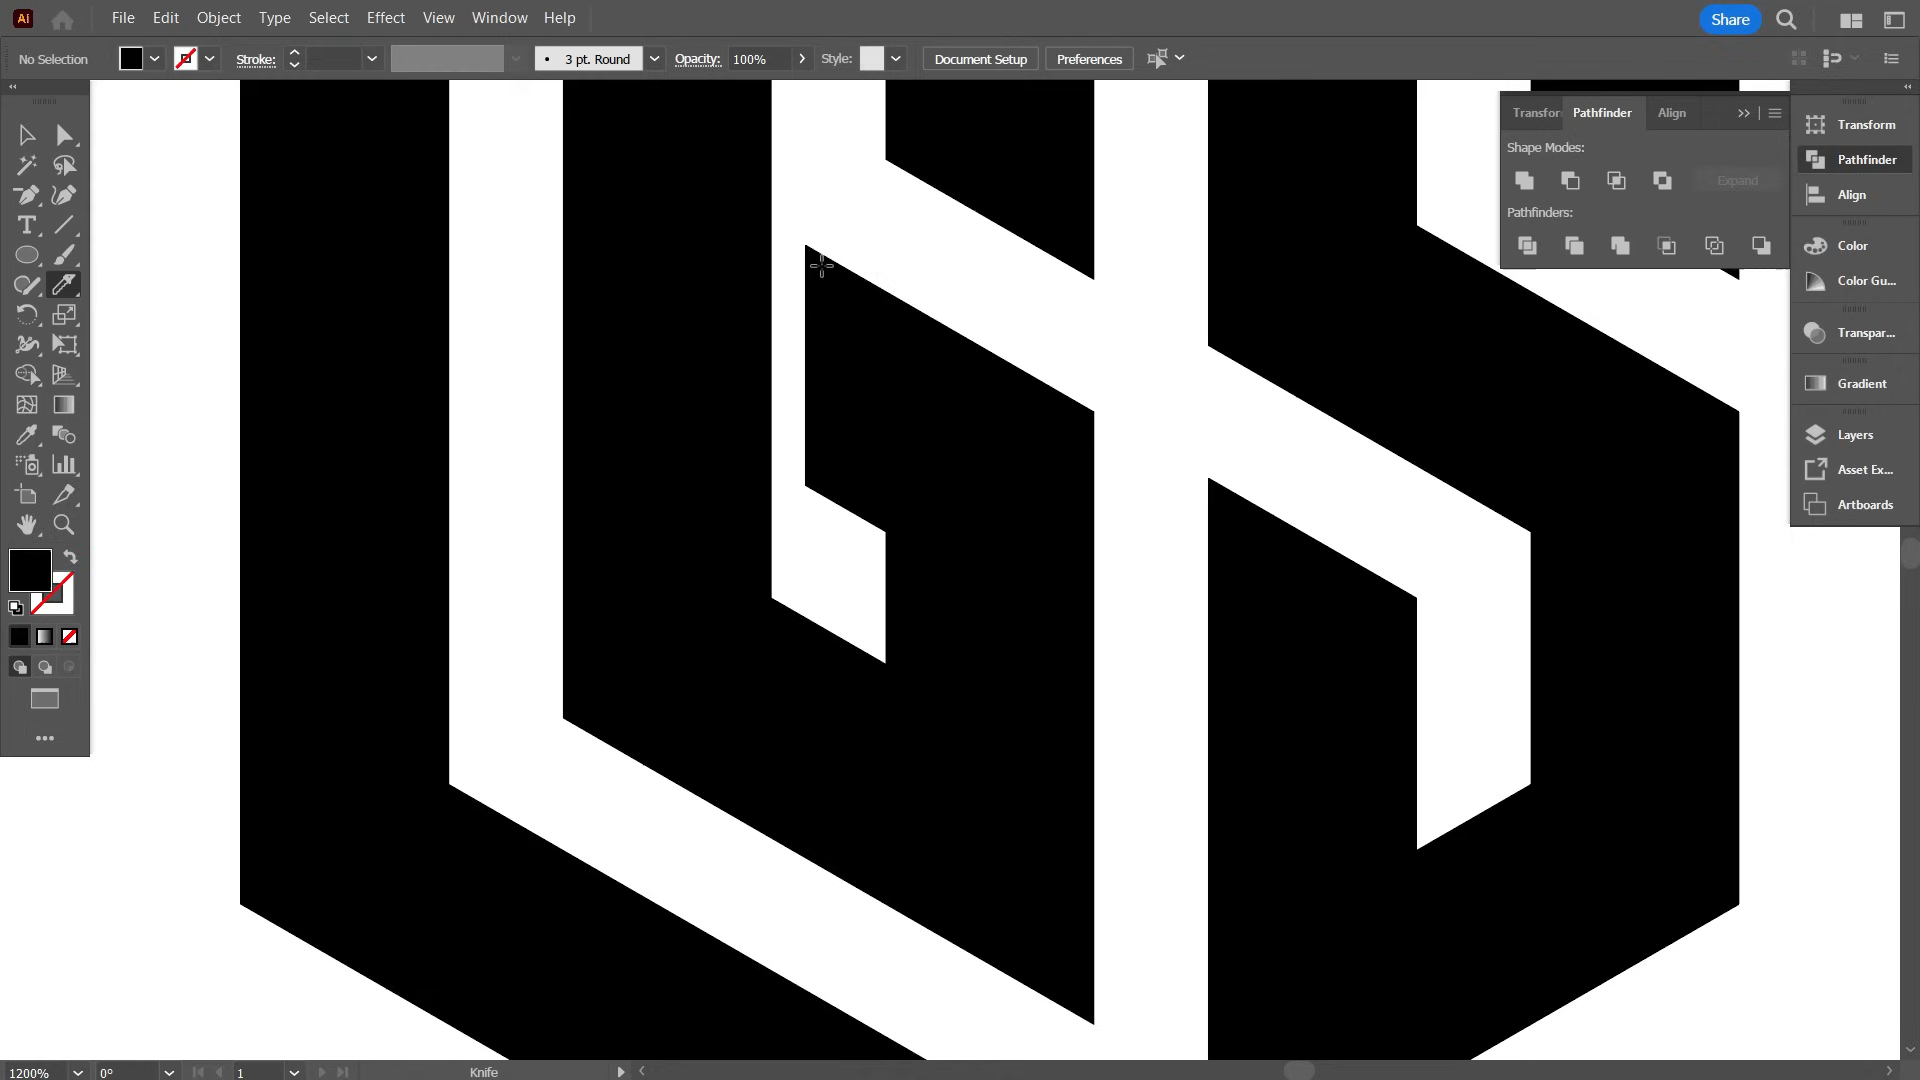 Ai File Edit Object Type Select Effect View Window Help Share
No Selection Stroke: • 3 pt. Round Opacity: 100% Style: Document Setup Preferences
Transfor Pathfinder Align
Shape Modes:
Expand
Pathfinders:
Transform
Pathfinder
Align
Color
Color Gu...
Transpar...
Gradient
Layers
Asset Ex...
Artboards
1200% 0° 1 Knife